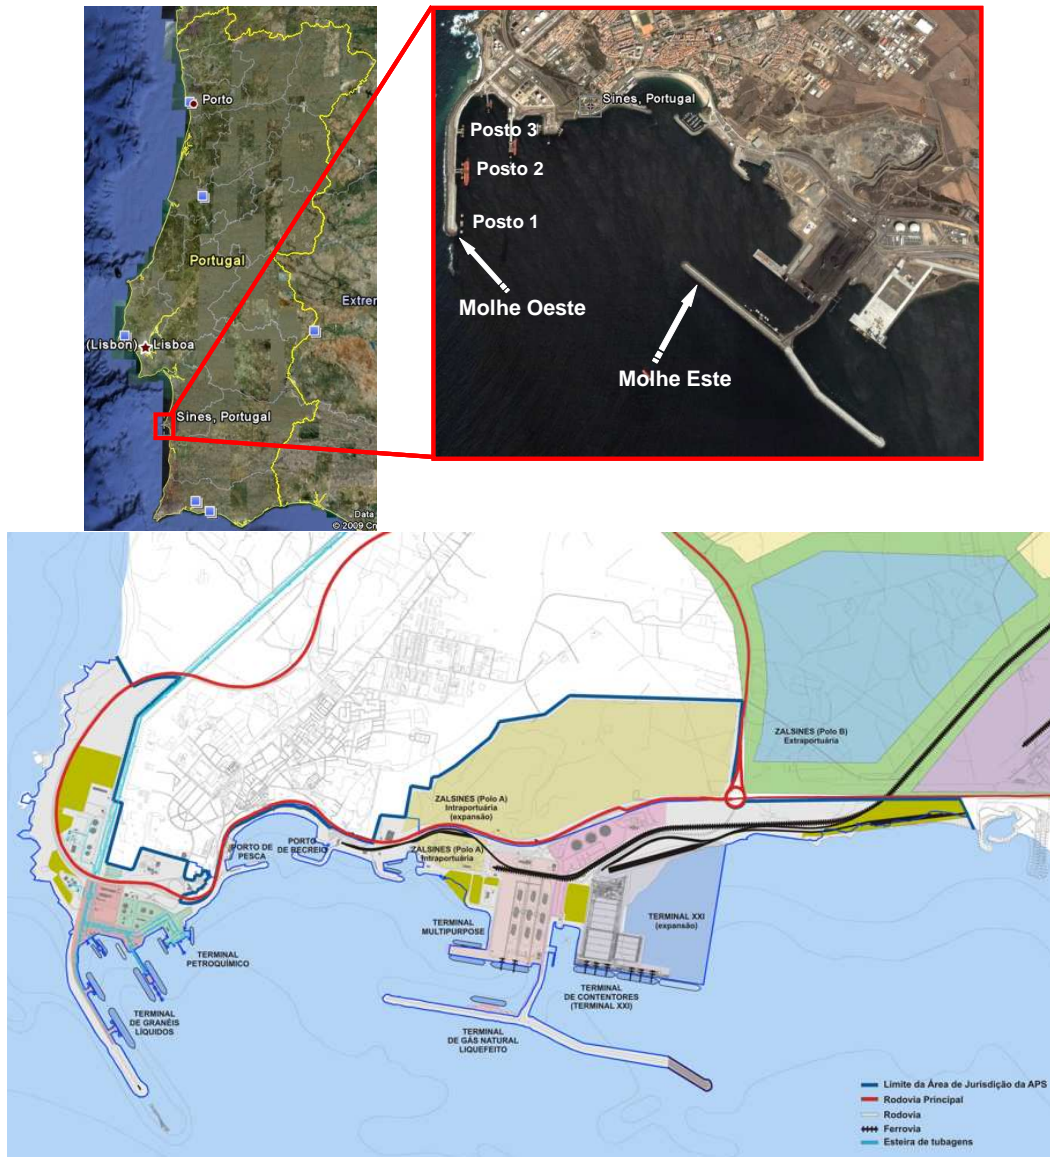 Porto
Portugal
Extrem
(Lisbon)
Lisboa
Sines, Portugal
Data
© 2009 Cn
Sines, Portugal
Posto 3
Posto 2
Posto 1
Molhe Oeste
Molhe Este
ZALSINES (Polo B)
Extraportuária
ZALSINES (Polo A)
Intraportuária
(expansão)
ZALSINES (Polo A)
Intraportuária
PORTO DE
PESCA
PORTO
DE RECREIO
TERMINAL
MULTIPURPOSE
TERMINAL XXI
(expansão)
TERMINAL
PETROQUÍMICO
TERMINAL
DE CONTENTORES
(TERMINAL XXI)
TERMINAL
DE GRANÉIS
LÍQUIDOS
TERMINAL
DE GÁS NATURAL
LIQUEFEITO
Limite da Área de Jurisdição da APS
Rodovia Principal
Rodovia
Ferrovia
Esteira de tubagens